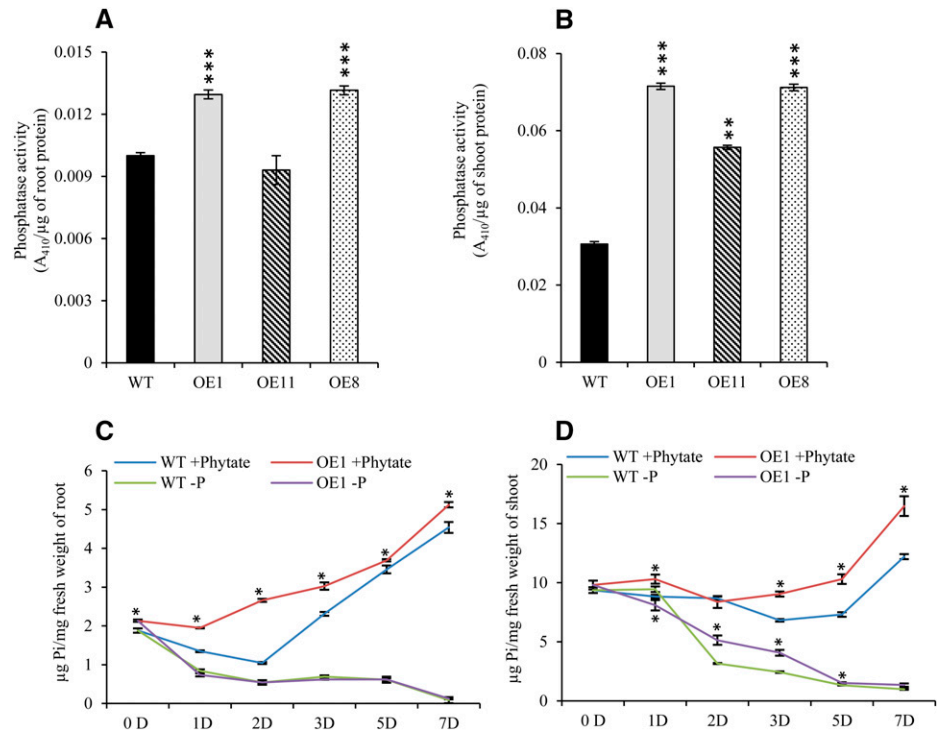 A
Phosphatase activity
(A410/µg of root protein)
0.015
0.012
0.009
0.006
0.003
0
***
***
WT OE1 OE11 OE8
B
Phosphatase activity
(A410/µg of shoot protein)
0.08
0.06
0.04
0.02
0
***
**
***
WT OE1 OE11 OE8
C
WT +Phytate OE1 +Phytate
WT -P OE1 -P
µg Pi/mg fresh weight of root
6
5
4
3
2
1
0
* * * * * *
0 D 1D 2D 3D 5D 7D
D
WT +Phytate OE1 +Phytate
WT -P OE1 -P
µg Pi/mg fresh weight of shoot
20
15
10
5
0
* * * *
* * * *
0 D 1D 2D 3D 5D 7D